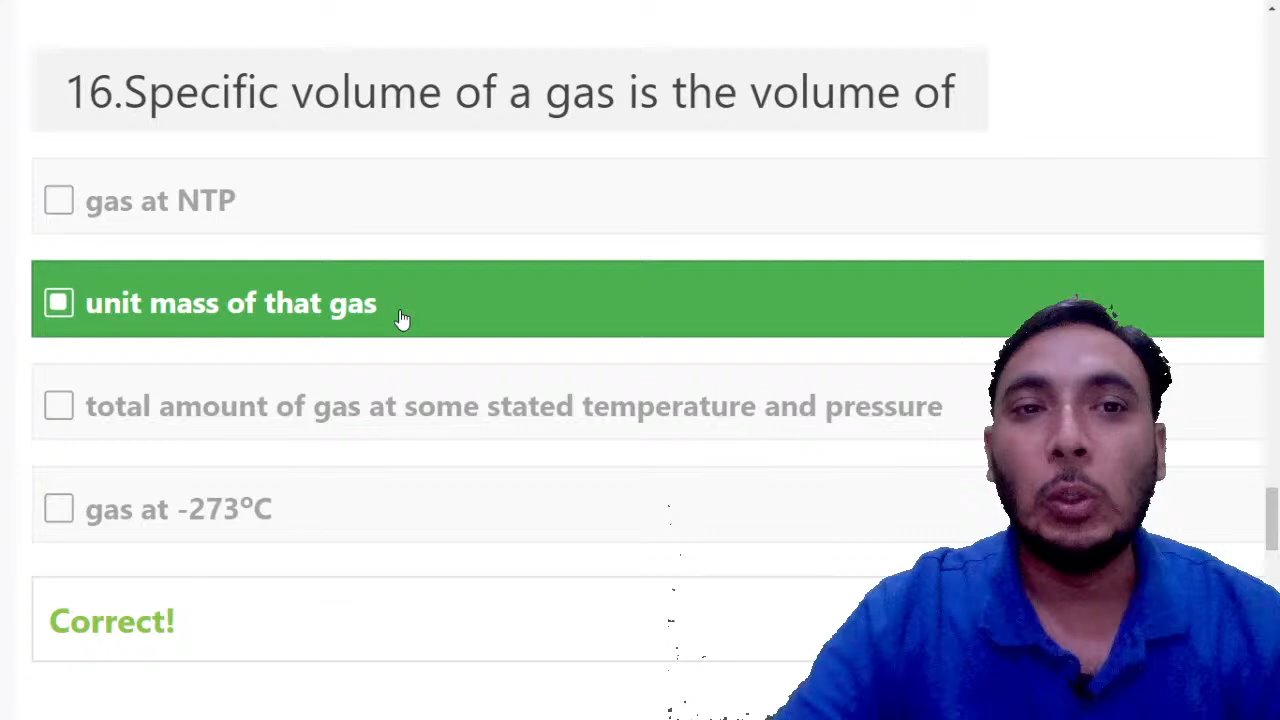 16.Specific volume of a gas is the volume of
gas at NTP
unit mass of that gas
total amount of gas at some stated temperature and pressure
gas at -273ºC
Correct!